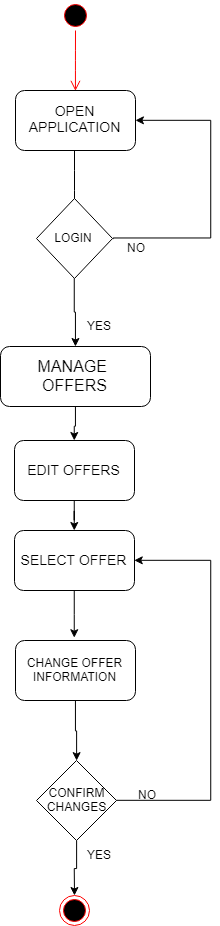 OPEN
APPLICATION
LOGIN
NO
YES
MANAGE
OFFERS
EDIT OFFERS
SELECT OFFER
CHANGE OFFER
INFORMATION
CONFIRM
CHANGES
NO
YES